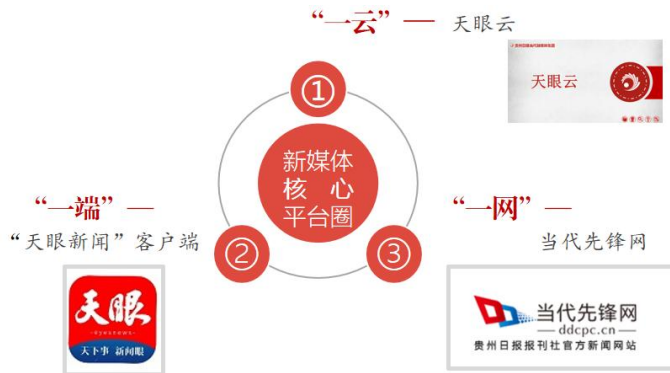 “一云”— 天眼云
天眼云
①
新媒体
核 心
平台圈
“一端”—
“天眼新闻”客户端
②
天眼
eyesnews
天下事 新闻眼
③
“一网”—
当代先锋网
当代先锋网
ddcpc.cn
贵州日报报刊社官方新闻网站